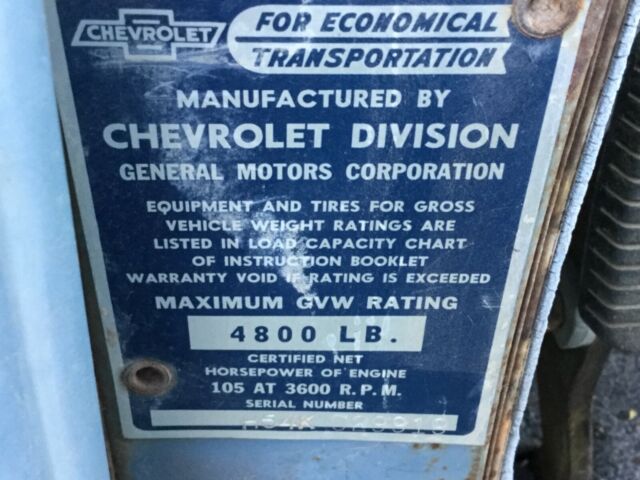 CHEVROLET
FOR ECONOMICAL
TRANSPORTATION
MANUFACTURED BY
CHEVROLET DIVISION
GENERAL MOTORS CORPORATION
EQUIPMENT AND TIRES FOR GROSS
VEHICLE WEIGHT RATINGS ARE
LISTED IN LOAD CAPACITY CHART
OF INSTRUCTION BOOKLET
WARRANTY VOID IF RATING IS EXCEEDED
MAXIMUM GVW RATING
4800 LB.
CERTIFIED NET
HORSEPOWER OF ENGINE
105 AT 3600 R.P.M.
SERIAL NUMBER